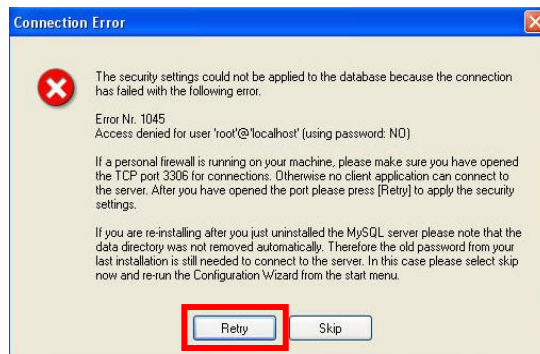 Connection Error
The security settings could not be applied to the database because the connection
has failed with the following error.
Error Nr. 1045
Access denied for user 'root'@'localhost' (using password: NO)
If a personal firewall is running on your machine, please make sure you have opened
the TCP port 3306 for connections. Otherwise no client application can connect to
the server. After you have opened the port please press [Retry] to apply the security
settings.
If you are re-installing after you just uninstalled the MySQL server please note that the
data directory was not removed automatically. Therefore the old password from your
last installation is still needed to connect to the server. In this case please select skip
now and re-run the Configuration Wizard from the start menu.
Retry
Skip